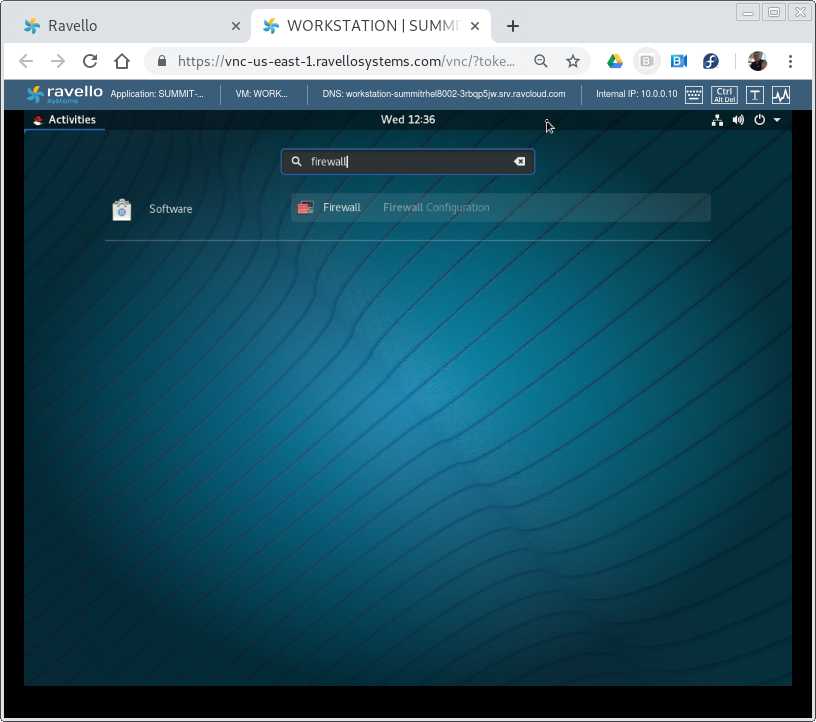 Ravello
WORKSTATION | SUMMI
https://vnc-us-east-1.ravellosystems.com/vnc/?toke...
ravello
systems
Application: SUMMIT-...
VM: WORK...
DNS: workstation-summitrhel8002-3rbqp5jw.srv.ravcloud.com
Internal IP: 10.0.0.10
Ctrl
Alt Del
T
Activities
Wed 12:36
firewall
Software
Firewall
Firewall Configuration